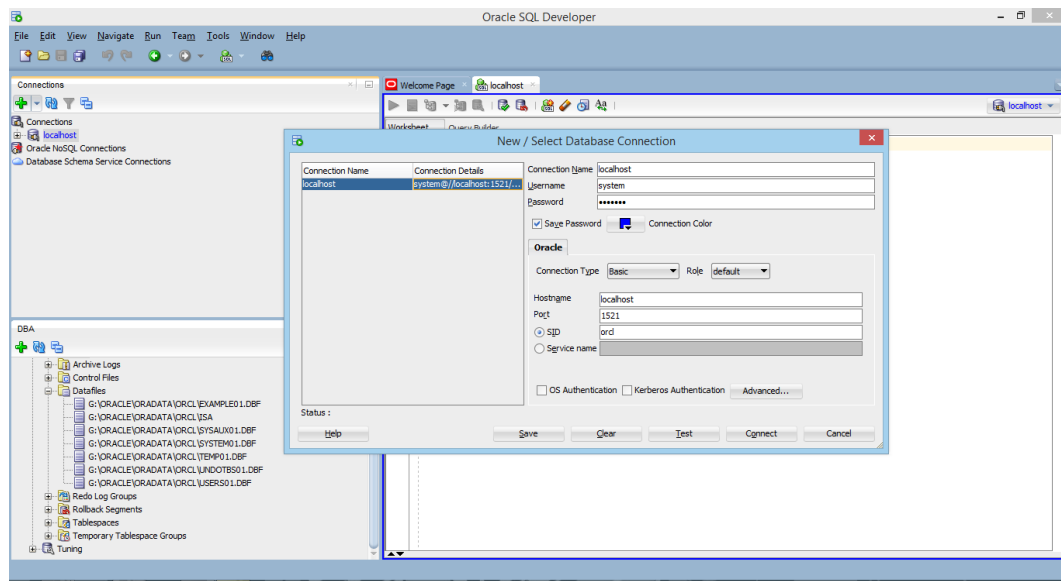 Oracle SQL Developer
File Edit View Navigate Run Team Tools Window Help
Connections
Connections
localhost
Oracle NoSQL Connections
Database Schema Service Connections
Welcome Page
localhost
localhost
Worksheet Query Builder
New / Select Database Connection
Connection Name Connection Details
localhost system@//localhost:1521/...
Connection Name localhost
Username system
Password •••••••
Save Password Connection Color
Oracle
Connection Type Basic Role default
Hostname localhost
Port 1521
SID orcl
Service name
OS Authentication Kerberos Authentication Advanced...
Status :
Help Save Clear Test Connect Cancel
DBA
Archive Logs
Control Files
Datafiles
G:\ORACLE\ORADATA\ORCL\EXAMPLE01.DBF
G:\ORACLE\ORADATA\ORCL\ISA
G:\ORACLE\ORADATA\ORCL\SYSAUX01.DBF
G:\ORACLE\ORADATA\ORCL\SYSTEM01.DBF
G:\ORACLE\ORADATA\ORCL\TEMP01.DBF
G:\ORACLE\ORADATA\ORCL\UNDOTBS01.DBF
G:\ORACLE\ORADATA\ORCL\USERS01.DBF
Redo Log Groups
Rollback Segments
Tablespaces
Temporary Tablespace Groups
Tuning